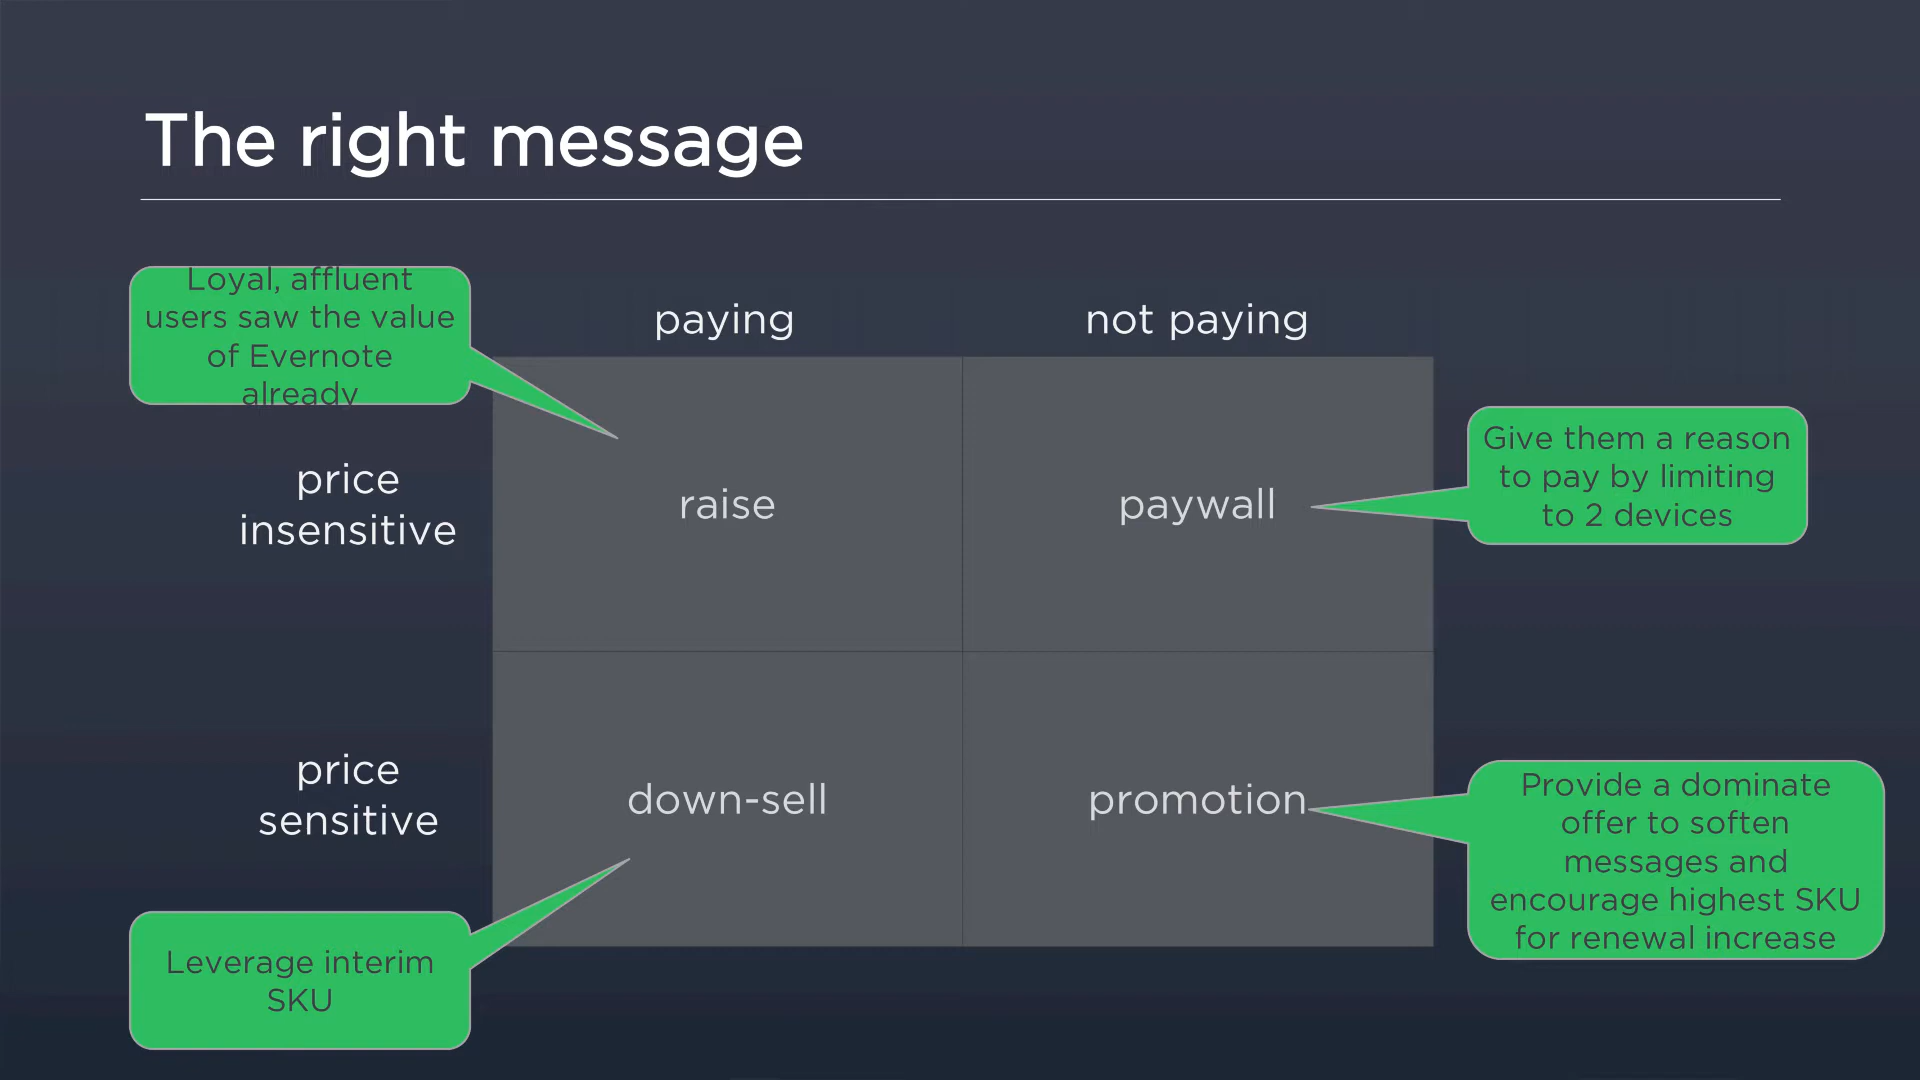 The right message
Loyal, affluent
users saw the value
of Evernote
already
paying
not paying
price
insensitive
raise
paywall
Give them a reason
to pay by limiting
to 2 devices
price
sensitive
down-sell
promotion
Provide a dominate
offer to soften
messages and
encourage highest SKU
for renewal increase
Leverage interim
SKU